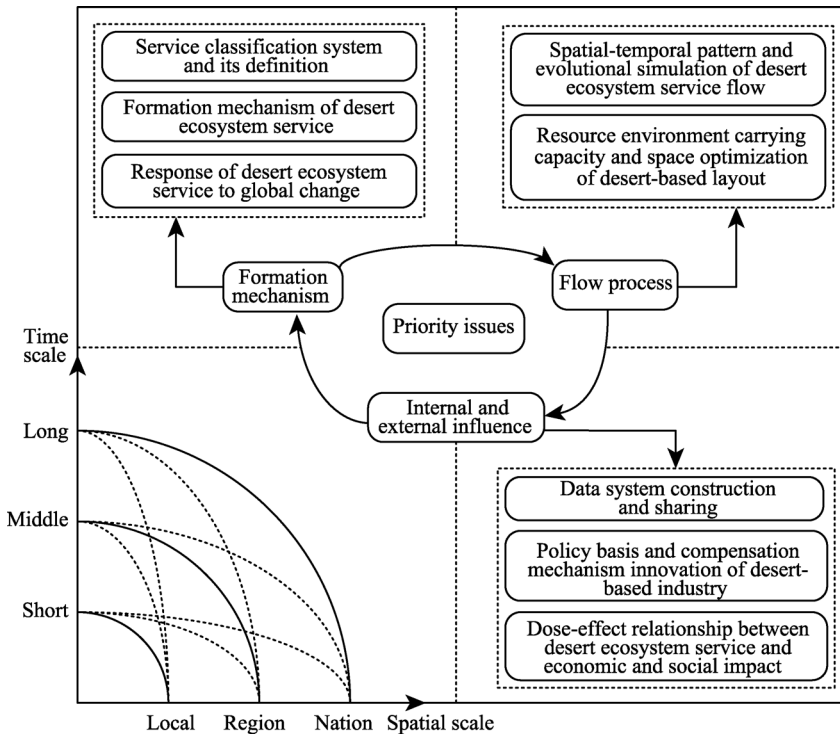 Service classification system
and its definition
Formation mechanism of desert
ecosystem service
Response of desert ecosystem
service to global change
Spatial-temporal pattern and
evolutional simulation of desert
ecosystem service flow
Resource environment carrying
capacity and space optimization
of desert-based layout
Formation
mechanism
Flow process
Priority issues
Internal and
external influence
Time
scale
Long
Middle
Short
Local
Region
Nation
Spatial scale
Data system construction
and sharing
Policy basis and compensation
mechanism innovation of desert-
based industry
Dose-effect relationship between
desert ecosystem service and
economic and social impact